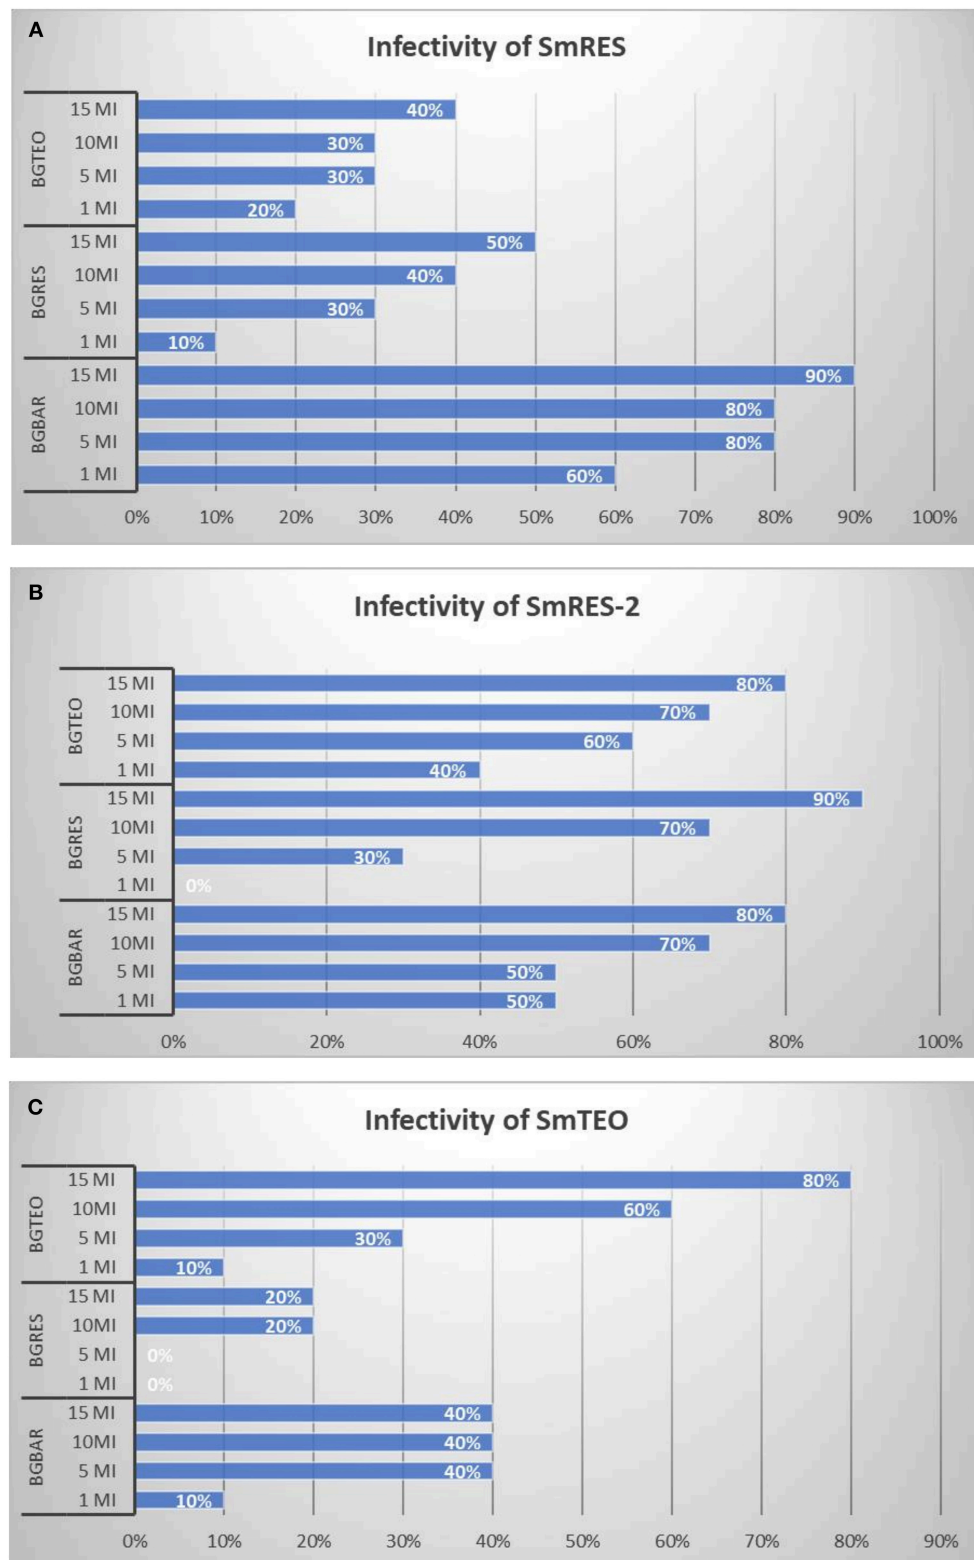 A
Infectivity of SmRES
BGTEO
15 MI 40%
10MI 30%
5 MI 30%
1 MI 20%
BGRES
15 MI 50%
10MI 40%
5 MI 30%
1 MI 10%
BGBAR
15 MI 90%
10MI 80%
5 MI 80%
1 MI 60%
0% 10% 20% 30% 40% 50% 60% 70% 80% 90% 100%
B
Infectivity of SmRES-2
BGTEO
15 MI 80%
10MI 70%
5 MI 60%
1 MI 40%
BGRES
15 MI 90%
10MI 70%
5 MI 30%
1 MI 0%
BGBAR
15 MI 80%
10MI 70%
5 MI 50%
1 MI 50%
0% 20% 40% 60% 80% 100%
C
Infectivity of SmTEO
BGTEO
15 MI 80%
10MI 60%
5 MI 30%
1 MI 10%
BGRES
15 MI 20%
10MI 20%
5 MI 0%
1 MI 0%
BGBAR
15 MI 40%
10MI 40%
5 MI 40%
1 MI 10%
0% 10% 20% 30% 40% 50% 60% 70% 80% 90%